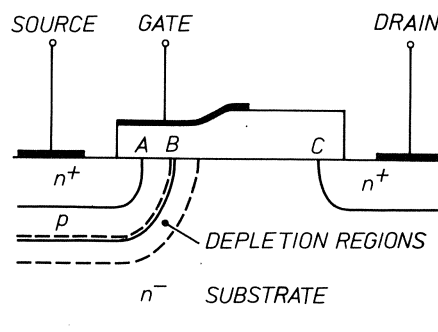 SOURCE GATE DRAIN
A B C
n+ n+
p
DEPLETION REGIONS
n− SUBSTRATE